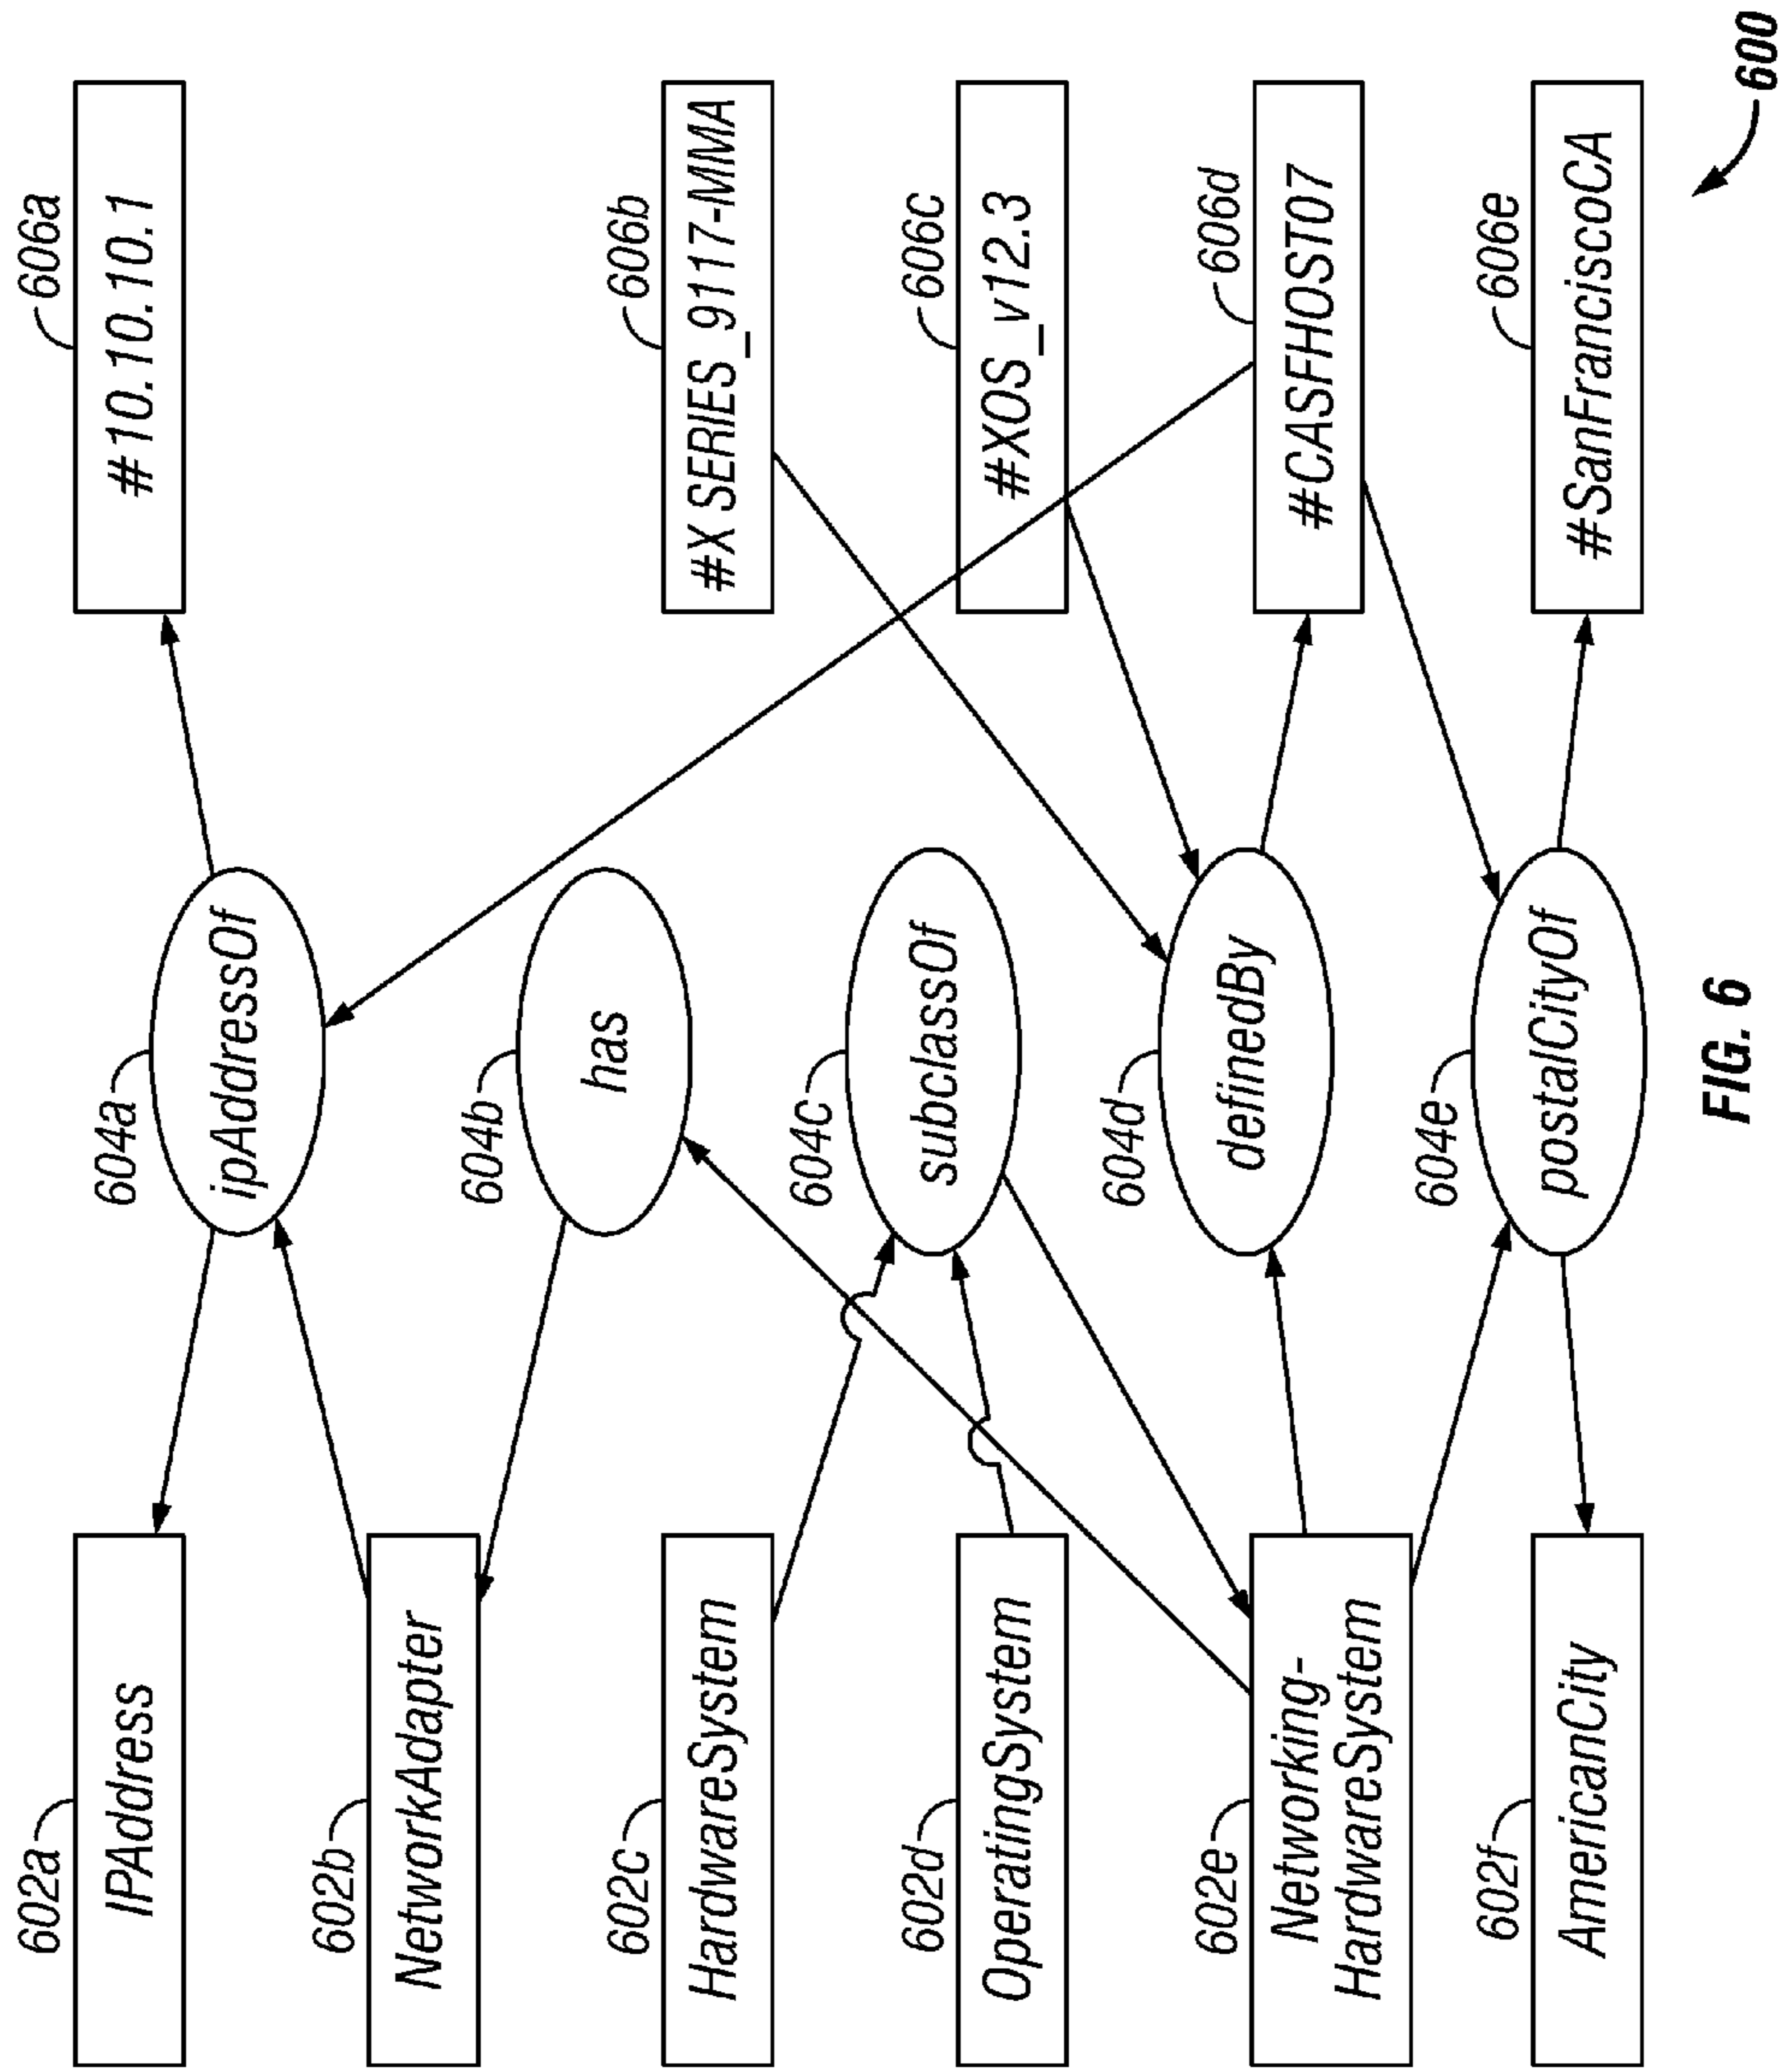 602a
IPAddress
602b
NetworkAdapter
602c
HardwareSystem
602d
OperatingSystem
602e
Networking-
HardwareSystem
602f
AmericanCity
604a
ipAddressOf
604b
has
604c
subclassOf
604d
definedBy
604e
postalCityOf
606a
#10.10.10.1
606b
#X SERIES_9117-MMA
606c
#XOS_v12.3
606d
#CASFHOST07
606e
#SanFranciscoCA
600
FIG. 6